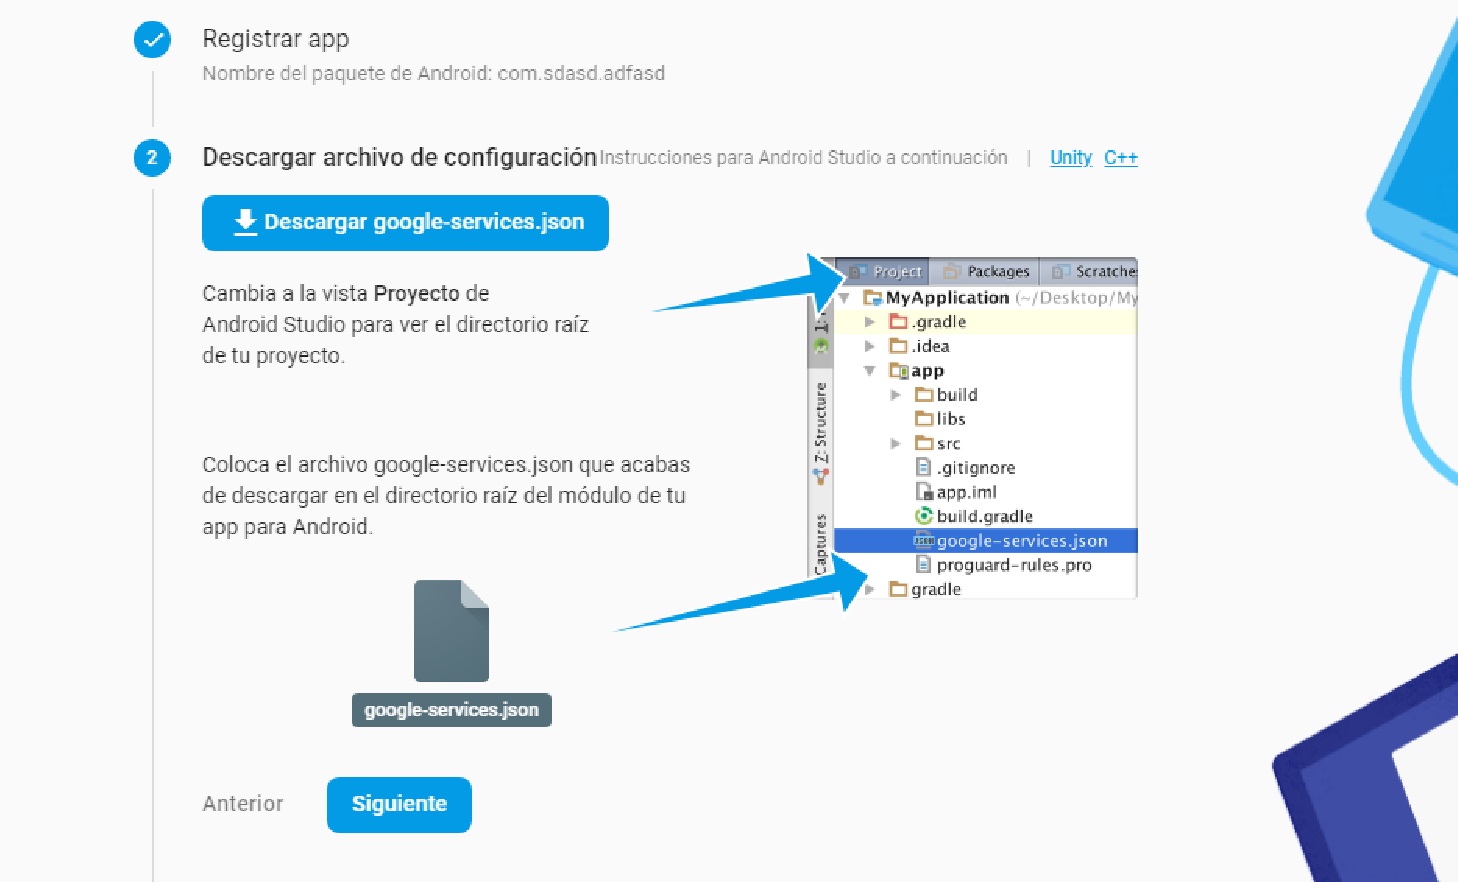 Registrar app
Nombre del paquete de Android: com.sdasd.adfasd
2
Descargar archivo de configuración Instrucciones para Android Studio a continuación | Unity C++
Descargar google-services.json
Cambia a la vista Proyecto de
Android Studio para ver el directorio raíz
de tu proyecto.
Coloca el archivo google-services.json que acabas
de descargar en el directorio raíz del módulo de tu
app para Android.
google-services.json
Anterior
Siguiente
Project Packages Scratche
MyApplication (~/Desktop/My
.gradle
.idea
app
build
libs
src
.gitignore
app.iml
build.gradle
google-services.json
proguard-rules.pro
gradle
1:
Z: Structure
Captures